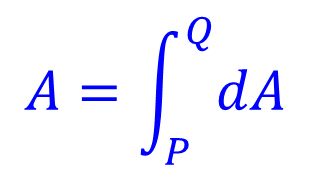 A = ∫_P^Q dA